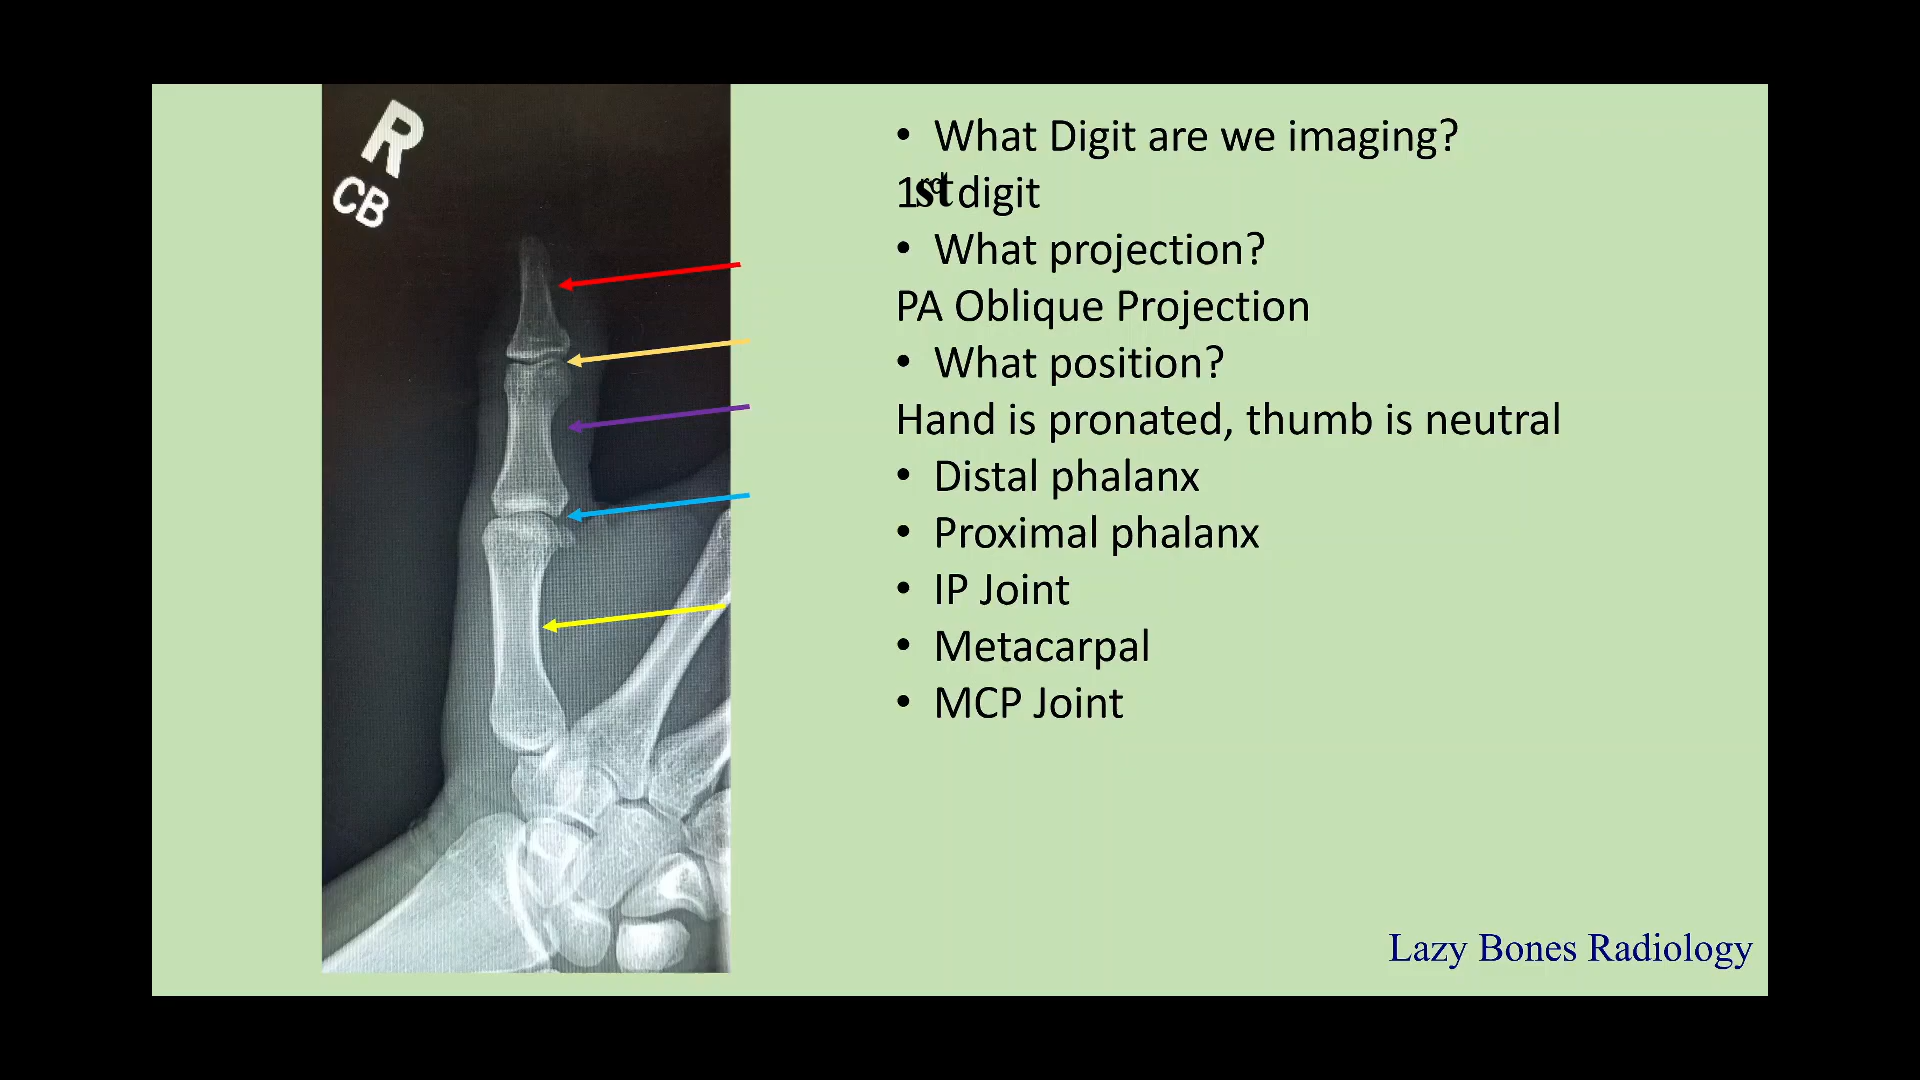 R
CB
• What Digit are we imaging?
1st digit
• What projection?
PA Oblique Projection
• What position?
Hand is pronated, thumb is neutral
• Distal phalanx
• Proximal phalanx
• IP Joint
• Metacarpal
• MCP Joint
Lazy Bones Radiology